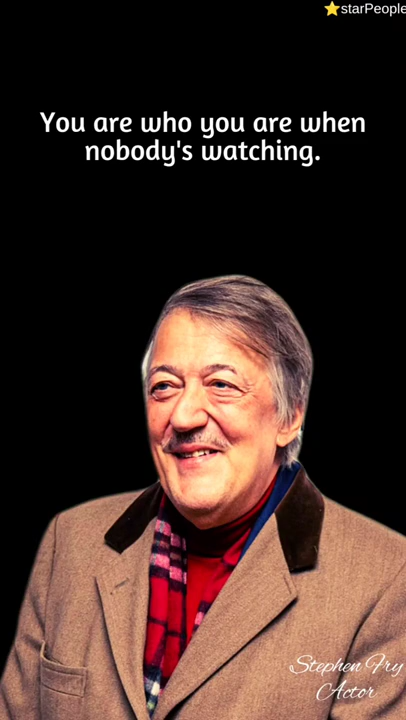 ⭐starPeople
You are who you are when
nobody's watching.
Stephen Fry
Actor